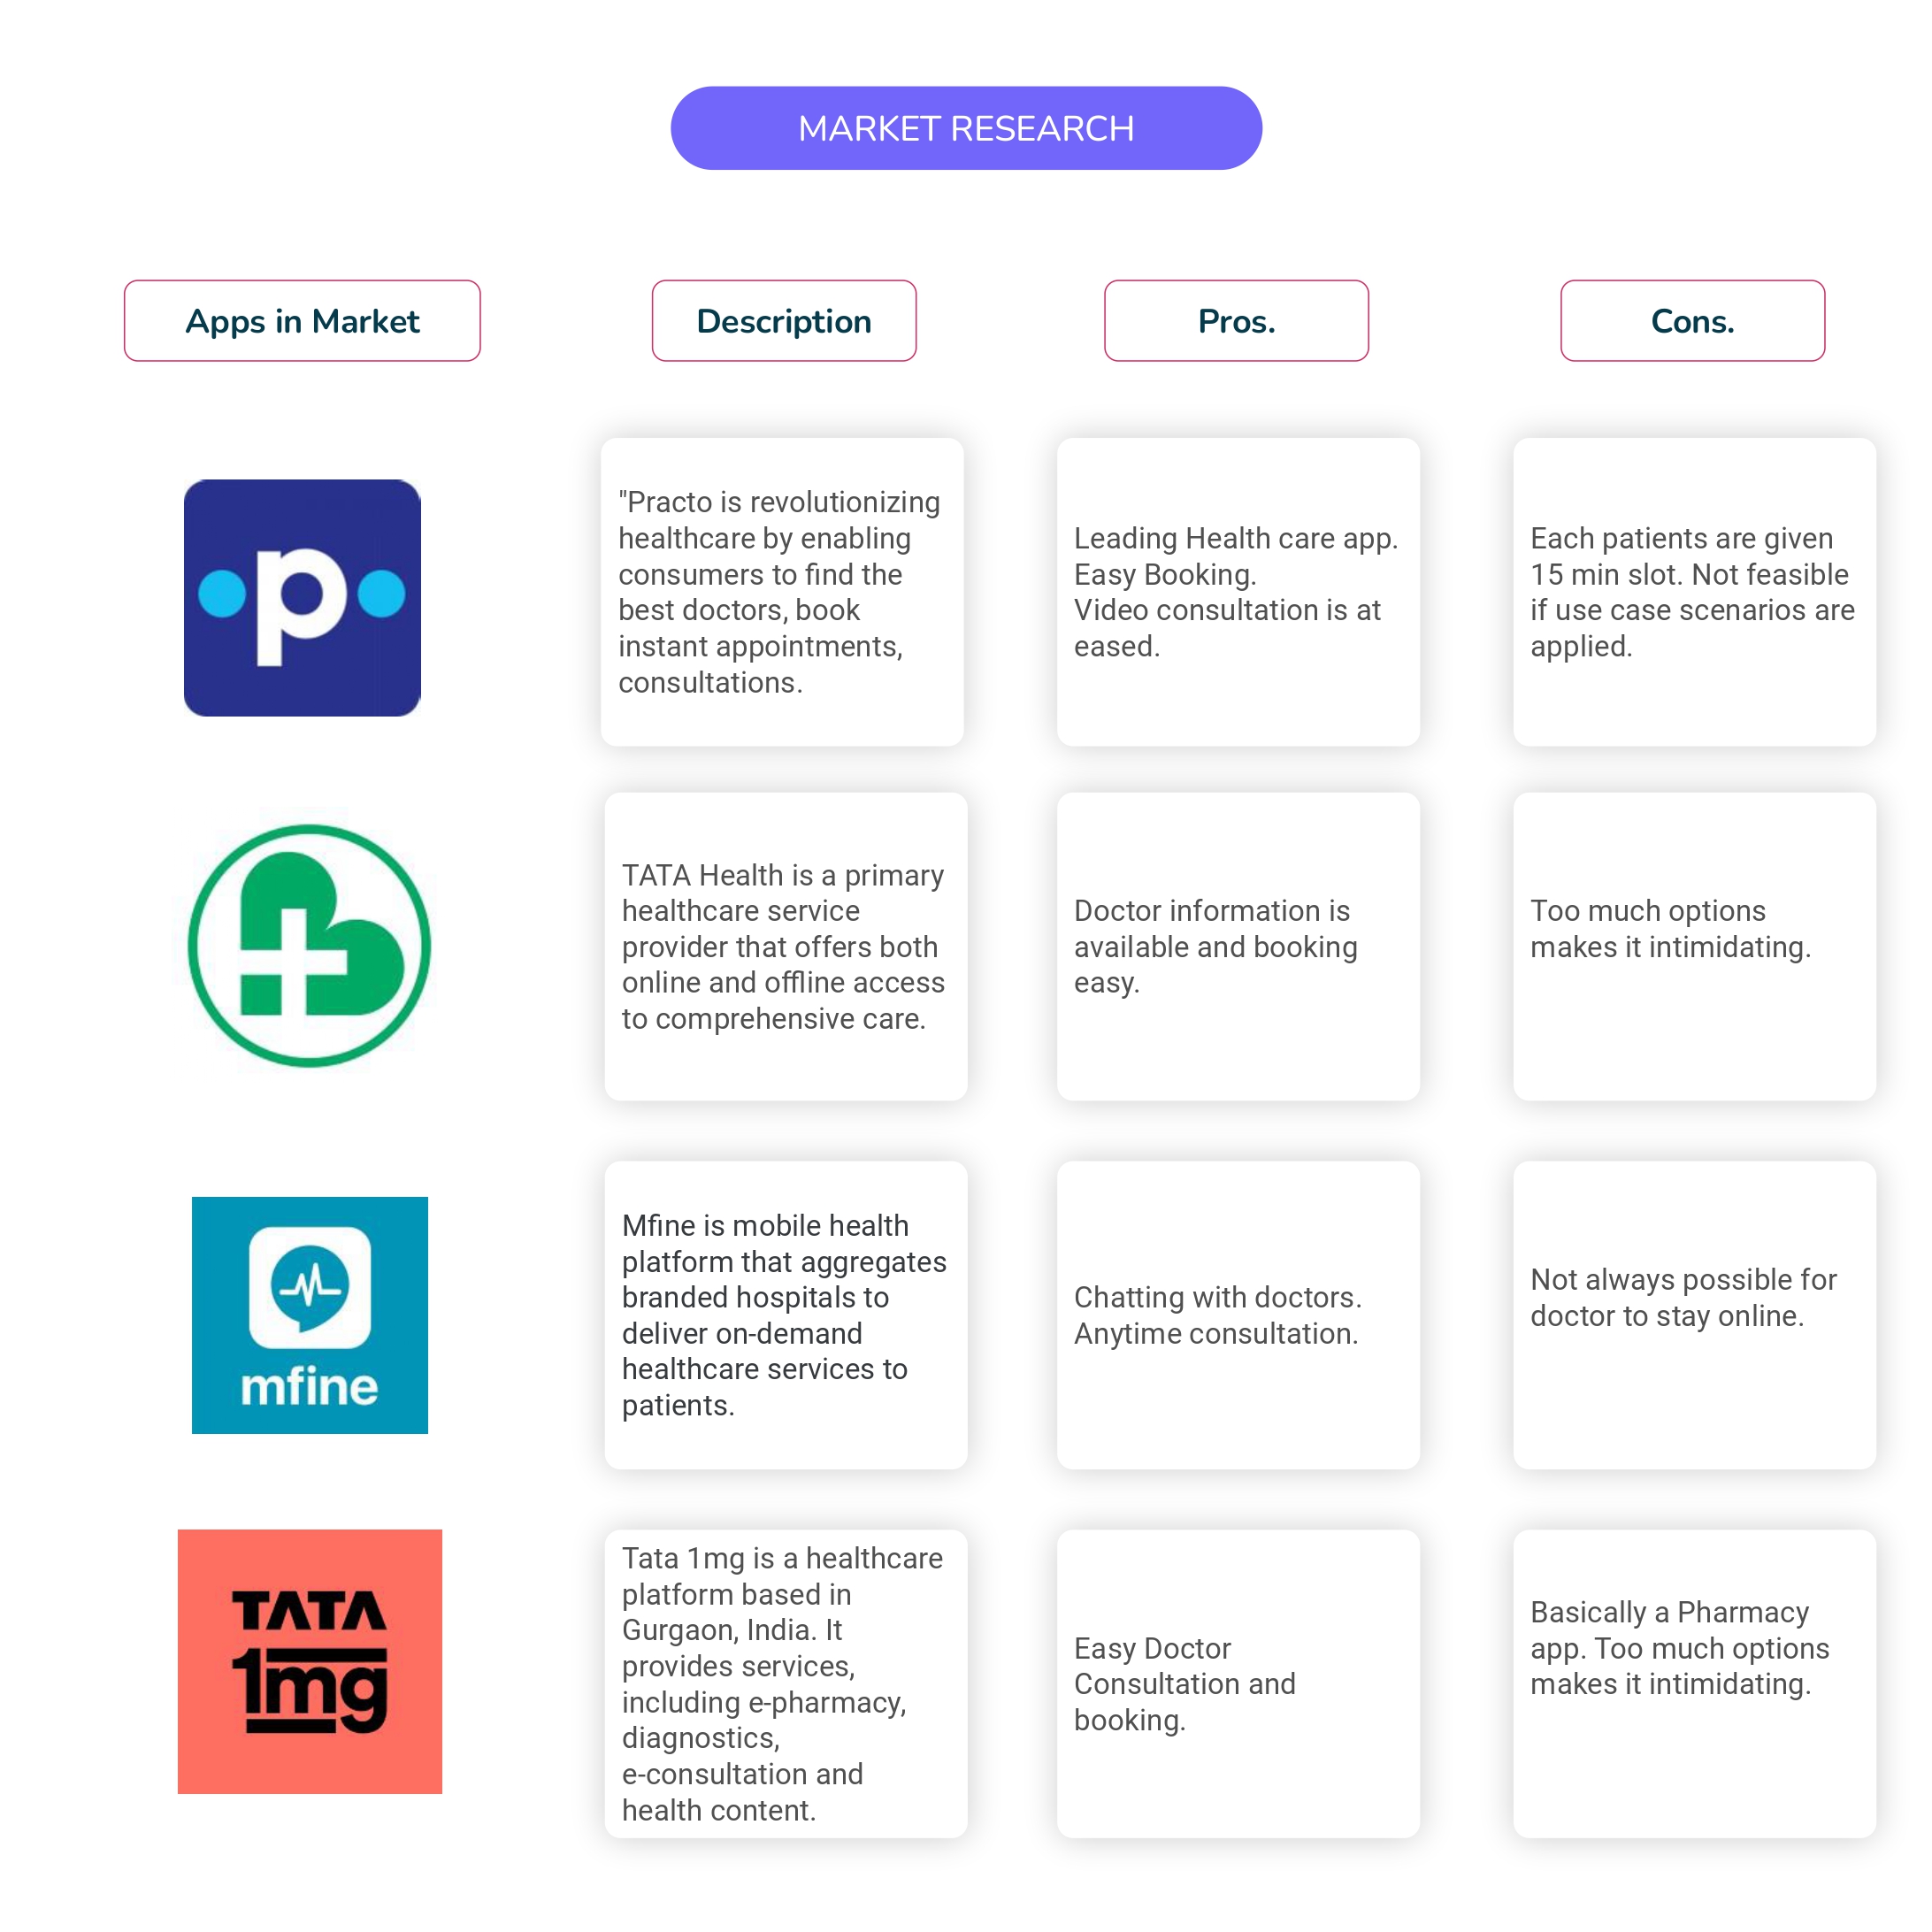 MARKET RESEARCH
Apps in Market
Description
Pros.
Cons.
p
"Practo is revolutionizing
healthcare by enabling
consumers to find the
best doctors, book
instant appointments,
consultations.
Leading Health care app.
Easy Booking.
Video consultation is at
eased.
Each patients are given
15 min slot. Not feasible
if use case scenarios are
applied.
TATA Health is a primary
healthcare service
provider that offers both
online and offline access
to comprehensive care.
Doctor information is
available and booking
easy.
Too much options
makes it intimidating.
mfine
Mfine is mobile health
platform that aggregates
branded hospitals to
deliver on-demand
healthcare services to
patients.
Chatting with doctors.
Anytime consultation.
Not always possible for
doctor to stay online.
TATA
1mg
Tata 1mg is a healthcare
platform based in
Gurgaon, India. It
provides services,
including e-pharmacy,
diagnostics,
e-consultation and
health content.
Easy Doctor
Consultation and
booking.
Basically a Pharmacy
app. Too much options
makes it intimidating.